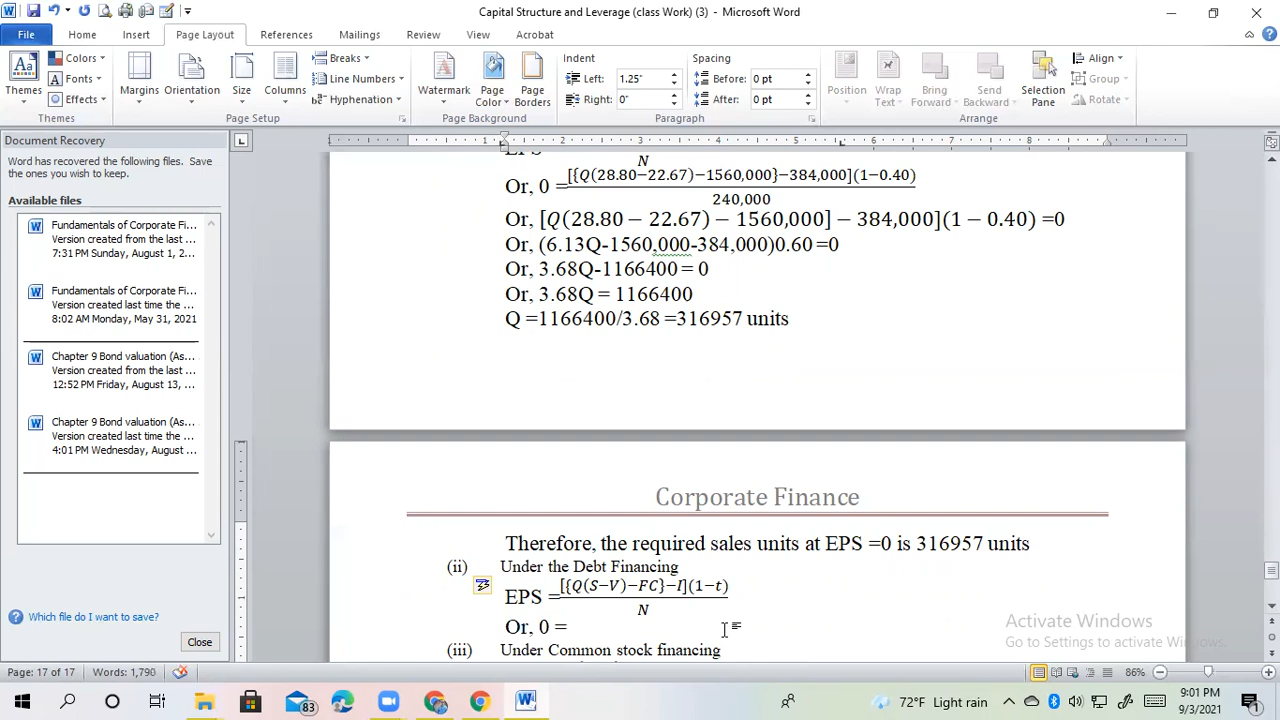 Capital Structure and Leverage (class Work) (3) - Microsoft Word
File Home Insert Page Layout References Mailings Review View Acrobat
Themes Colors Fonts Effects Themes
Margins Orientation Size Columns Breaks Line Numbers Hyphenation Page Setup
Watermark Page Color Page Borders Page Background
Indent Left: 1.25" Right: 0" Spacing Before: 0 pt After: 0 pt Paragraph
Position Wrap Text Bring Forward Send Backward Selection Pane Align Group Rotate Arrange
Document Recovery
Word has recovered the following files. Save
the ones you wish to keep.
Available files
Fundamentals of Corporate Fi...
Version created from the last ...
7:31 PM Sunday, August 1, 2...
Fundamentals of Corporate Fi...
Version created last time the ...
8:02 AM Monday, May 31, 2021
Chapter 9 Bond valuation (As...
Version created from the last ...
12:52 PM Friday, August 13, ...
Chapter 9 Bond valuation (As...
Version created last time the ...
4:01 PM Wednesday, August ...
Which file do I want to save?
Close
1 2 3 4 5 6 7
EPS
N
Or, 0 =[{Q(28.80−22.67)−1560,000}−384,000](1−0.40)
240,000
Or, [Q(28.80 − 22.67) − 1560,000] − 384,000](1 − 0.40) =0
Or, (6.13Q-1560,000-384,000)0.60 =0
Or, 3.68Q-1166400 = 0
Or, 3.68Q = 1166400
Q =1166400/3.68 =316957 units
Corporate Finance
Therefore, the required sales units at EPS =0 is 316957 units
(ii) Under the Debt Financing
EPS =[{Q(S−V)−FC}−I](1−t)
N
Or, 0 =
(iii) Under Common stock financing
Activate Windows
Go to Settings to activate Windows.
Page: 17 of 17 Words: 1,790 86%
83 72°F Light rain 9:01 PM
9/3/2021